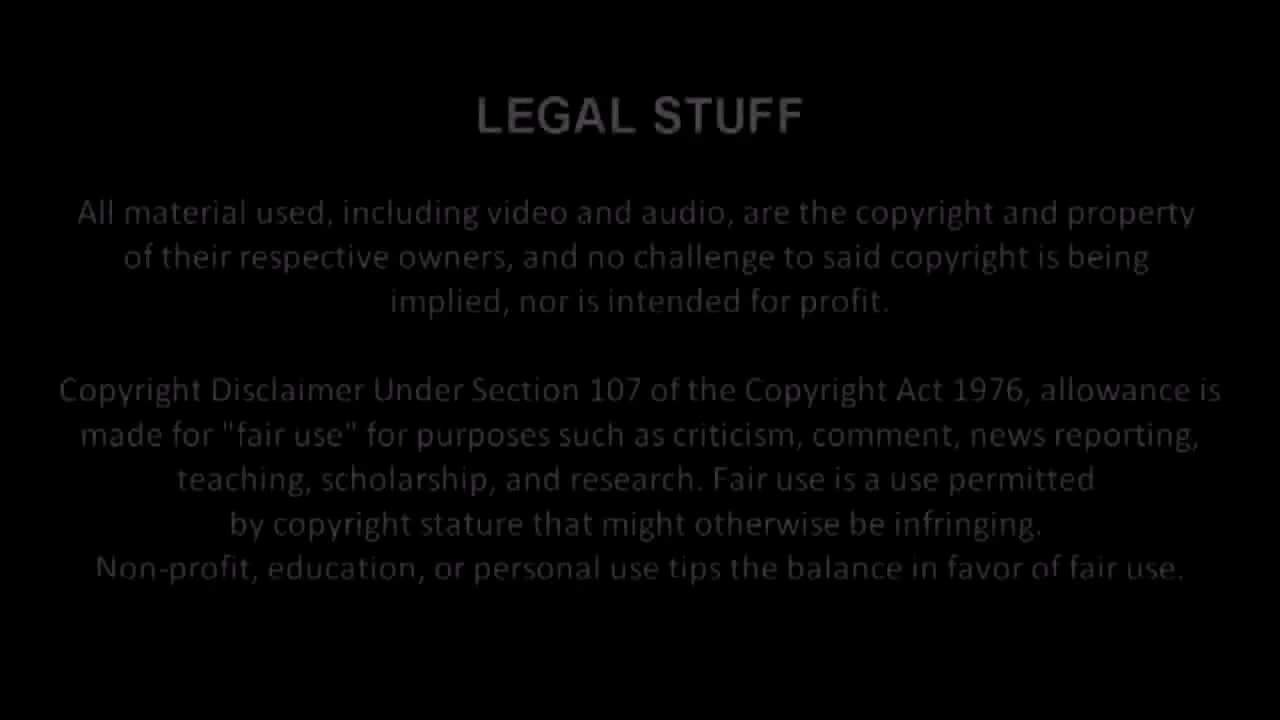 LEGAL STUFF
All material used, including video and audio, are the copyright and property
of their respective owners, and no challenge to said copyright is being
implied, nor is intended for profit.
Copyright Disclaimer Under Section 107 of the Copyright Act 1976, allowance is
made for "fair use" for purposes such as criticism, comment, news reporting,
teaching, scholarship, and research. Fair use is a use permitted
by copyright stature that might otherwise be infringing.
Non-profit, education, or personal use tips the balance in favor of fair use.